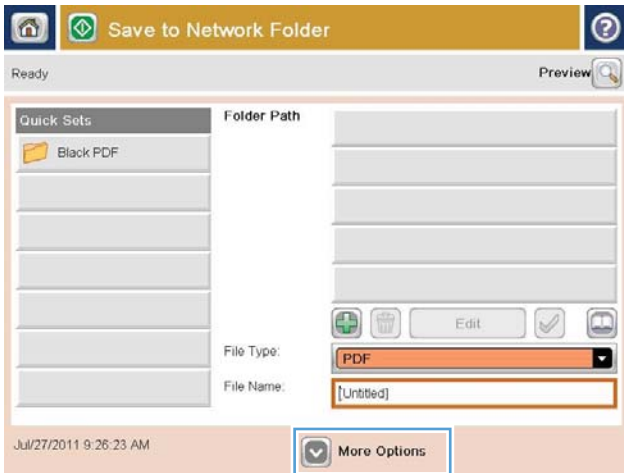 Save to Network Folder
?
Ready
Preview
Quick Sets
Folder Path
Black PDF
Edit
File Type:
PDF
File Name:
[Untitled]
Jul/27/2011 9:26:23 AM
More Options